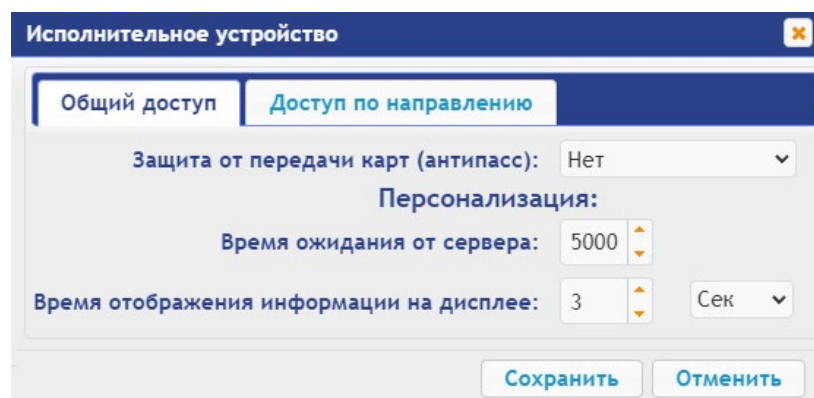 Исполнительное устройство
Общий доступ Доступ по направлению
Защита от передачи карт (антипасс): Нет
Персонализация:
Время ожидания от сервера: 5000
Время отображения информации на дисплее: 3 Сек
Сохранить Отменить